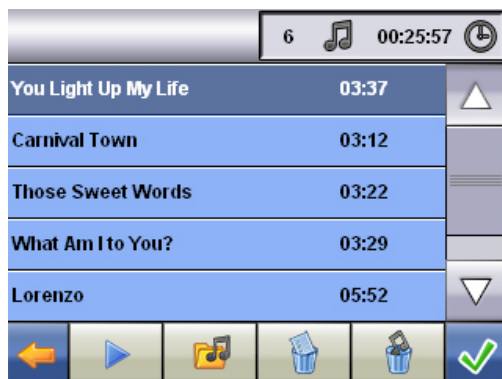 6 00:25:57
You Light Up My Life 03:37
Carnival Town 03:12
Those Sweet Words 03:22
What Am I to You? 03:29
Lorenzo 05:52